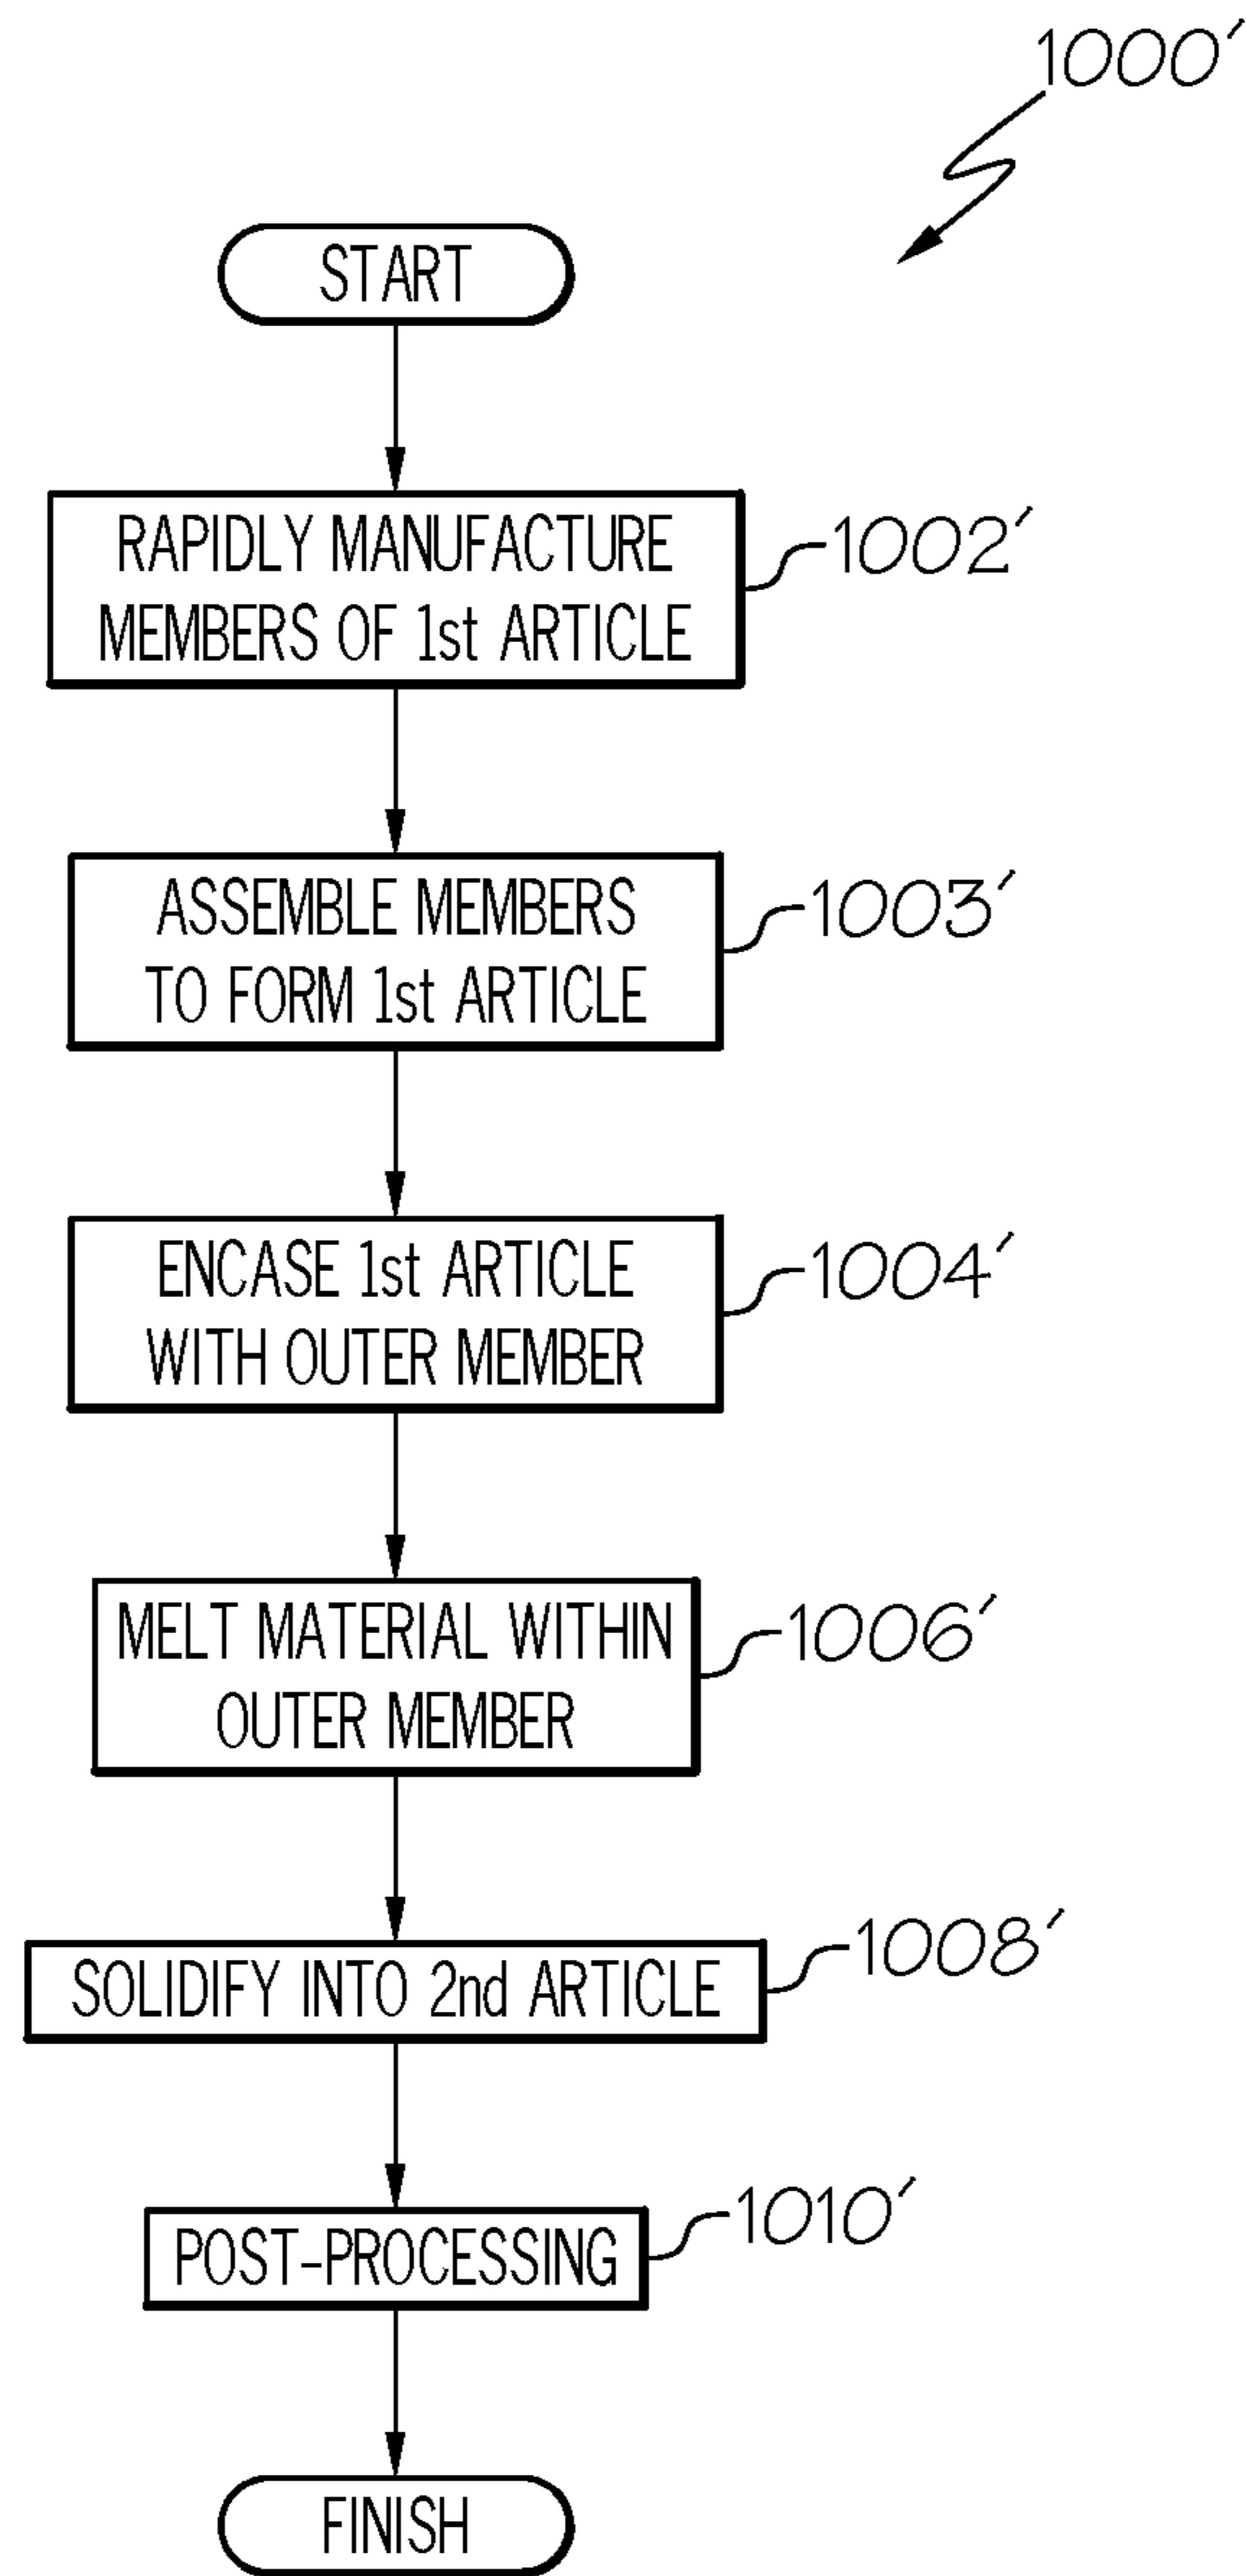 1000'
START
RAPIDLY MANUFACTURE
MEMBERS OF 1st ARTICLE
1002'
ASSEMBLE MEMBERS
TO FORM 1st ARTICLE
1003'
ENCASE 1st ARTICLE
WITH OUTER MEMBER
1004'
MELT MATERIAL WITHIN
OUTER MEMBER
1006'
SOLIDIFY INTO 2nd ARTICLE
1008'
POST-PROCESSING
1010'
FINISH